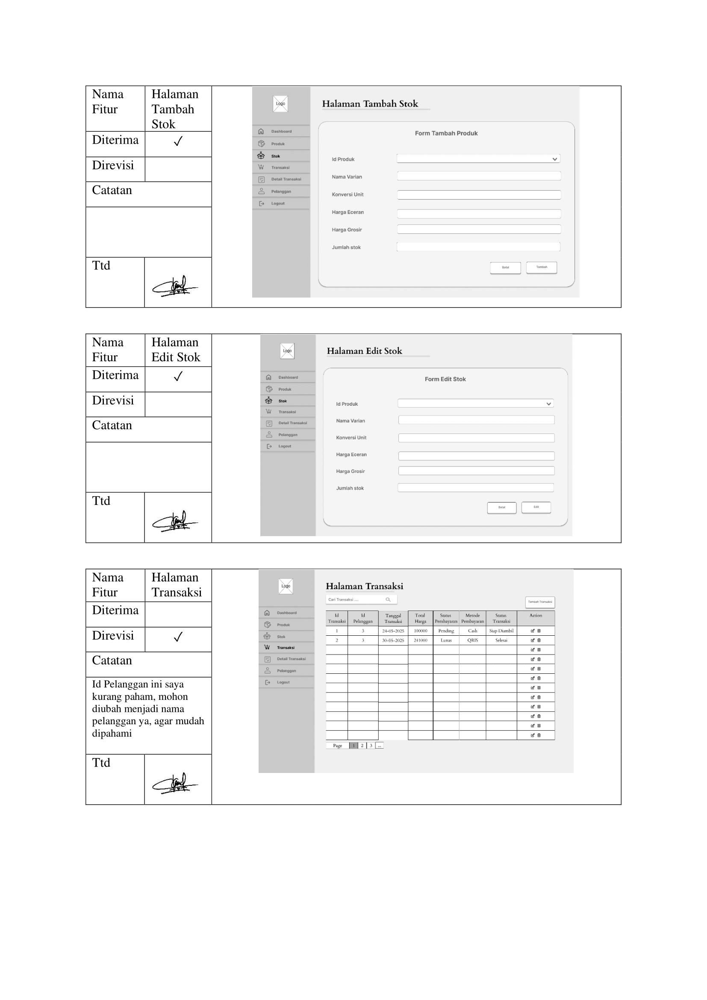 Nama Fitur
Halaman Tambah Stok
Diterima ✓
Direvisi
Catatan
Ttd
Logo
Dashboard
Produk
Stok
Transaksi
Detail Transaksi
Pelanggan
Logout
Halaman Tambah Stok
Form Tambah Produk
Id Produk
Nama Varian
Konversi Unit
Harga Eceran
Harga Grosir
Jumlah stok
Batal Tambah
Nama Fitur
Halaman Edit Stok
Diterima ✓
Direvisi
Catatan
Ttd
Logo
Dashboard
Produk
Stok
Transaksi
Detail Transaksi
Pelanggan
Logout
Halaman Edit Stok
Form Edit Stok
Id Produk
Nama Varian
Konversi Unit
Harga Eceran
Harga Grosir
Jumlah stok
Batal Edit
Nama Fitur
Halaman Transaksi
Diterima
Direvisi ✓
Catatan
Id Pelanggan ini saya
kurang paham, mohon
diubah menjadi nama
pelanggan ya, agar mudah
dipahami
Ttd
Logo
Dashboard
Produk
Stok
Transaksi
Detail Transaksi
Pelanggan
Logout
Halaman Transaksi
Cari Transaksi ....
Tambah Transaksi
Id Transaksi Id Pelanggan Tanggal Transaksi Total Harga Status Pembayaran Metode Pembayaran Status Transaksi Action
1 3 24-05-2025 100000 Pending Cash Siap Diambil
2 3 30-05-2025 241000 Lunas QRIS Selesai
Page 1 2 3 ...